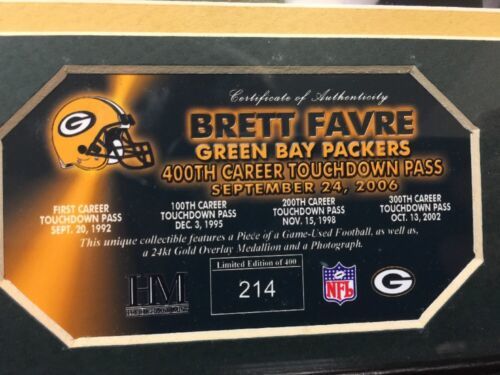 Certificate of Authenticity
BRETT FAVRE
GREEN BAY PACKERS
400TH CAREER TOUCHDOWN PASS
SEPTEMBER 24, 2006
FIRST CAREER
TOUCHDOWN PASS
SEPT. 20, 1992
100TH CAREER
TOUCHDOWN PASS
DEC. 3, 1995
200TH CAREER
TOUCHDOWN PASS
NOV. 15, 1998
300TH CAREER
TOUCHDOWN PASS
OCT. 13, 2002
This unique collectible features a Piece of a Game-Used Football, as well as,
a 24kt Gold Overlay Medallion and a Photograph.
Limited Edition of 400
214
HM
NFL
G
G